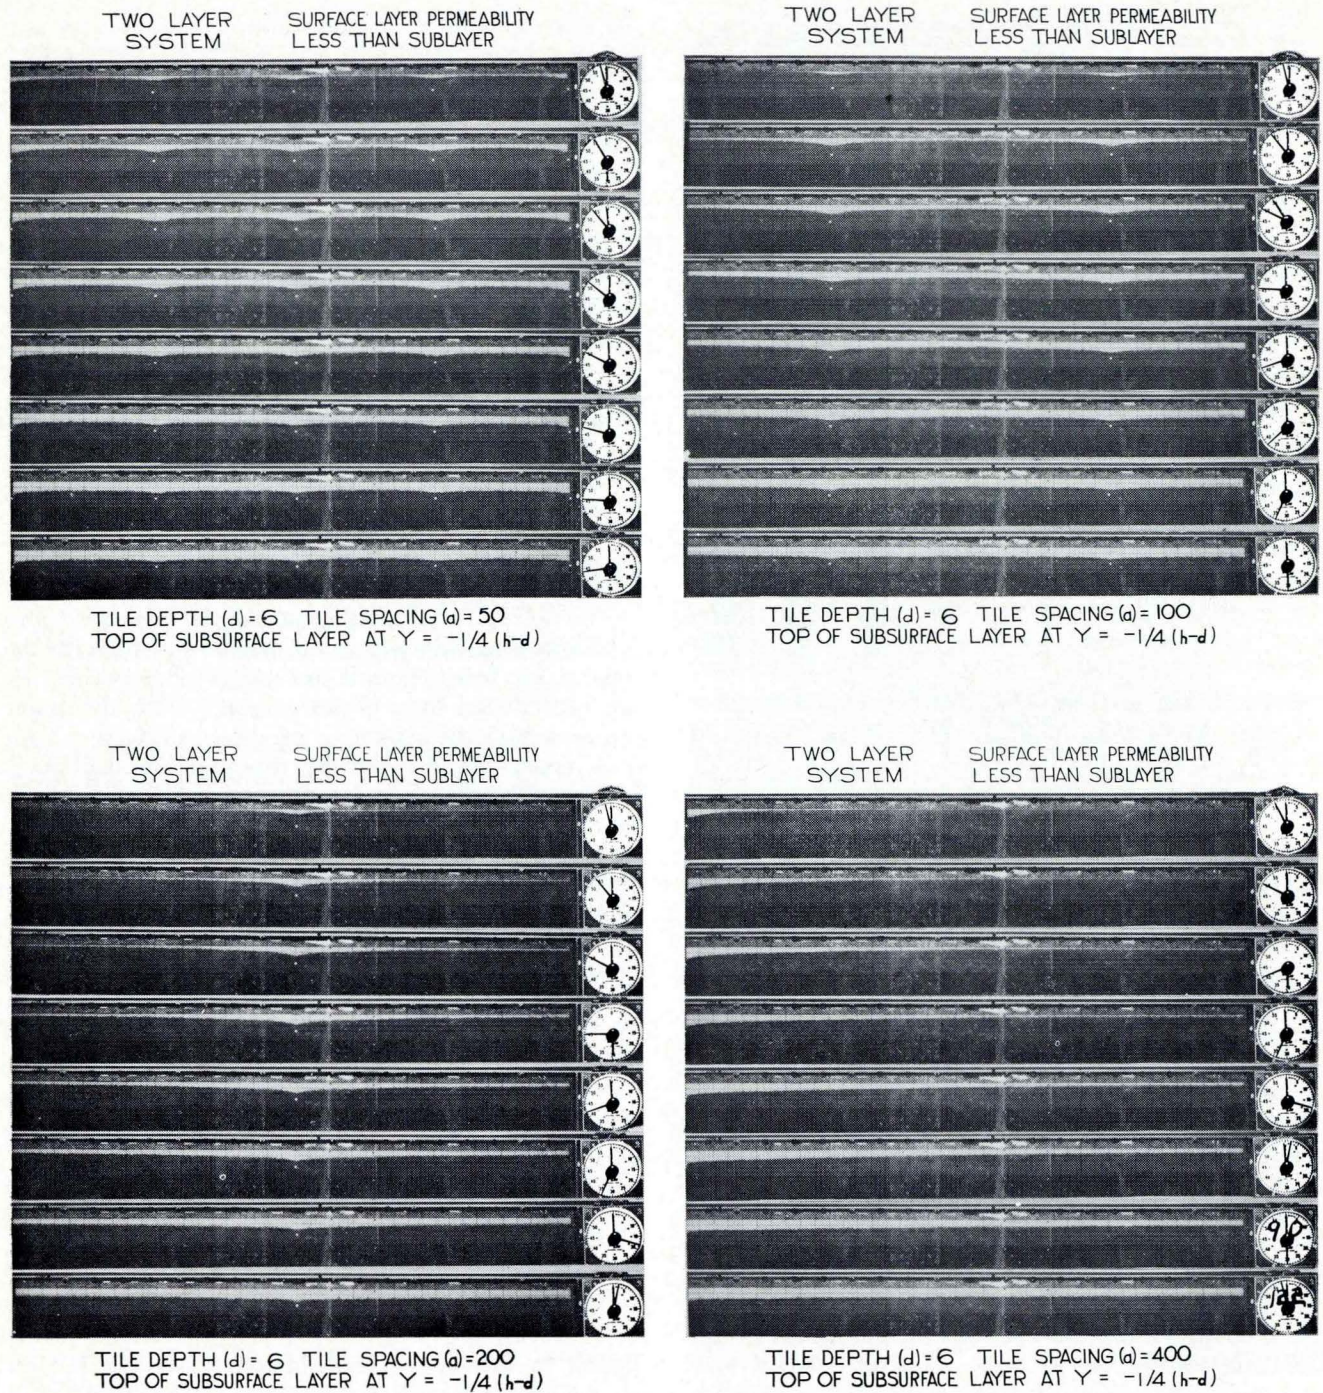 TWO LAYER SURFACE LAYER PERMEABILITY
SYSTEM LESS THAN SUBLAYER
TILE DEPTH (d) = 6 TILE SPACING (a) = 50
TOP OF SUBSURFACE LAYER AT Y = -1/4 (h-d)
TWO LAYER SURFACE LAYER PERMEABILITY
SYSTEM LESS THAN SUBLAYER
TILE DEPTH (d) = 6 TILE SPACING (a) = 100
TOP OF SUBSURFACE LAYER AT Y = -1/4 (h-d)
TWO LAYER SURFACE LAYER PERMEABILITY
SYSTEM LESS THAN SUBLAYER
TILE DEPTH (d) = 6 TILE SPACING (a) = 200
TOP OF SUBSURFACE LAYER AT Y = -1/4 (h-d)
TWO LAYER SURFACE LAYER PERMEABILITY
SYSTEM LESS THAN SUBLAYER
90
122
TILE DEPTH (d) = 6 TILE SPACING (a) = 400
TOP OF SUBSURFACE LAYER AT Y = -1/4 (h-d)